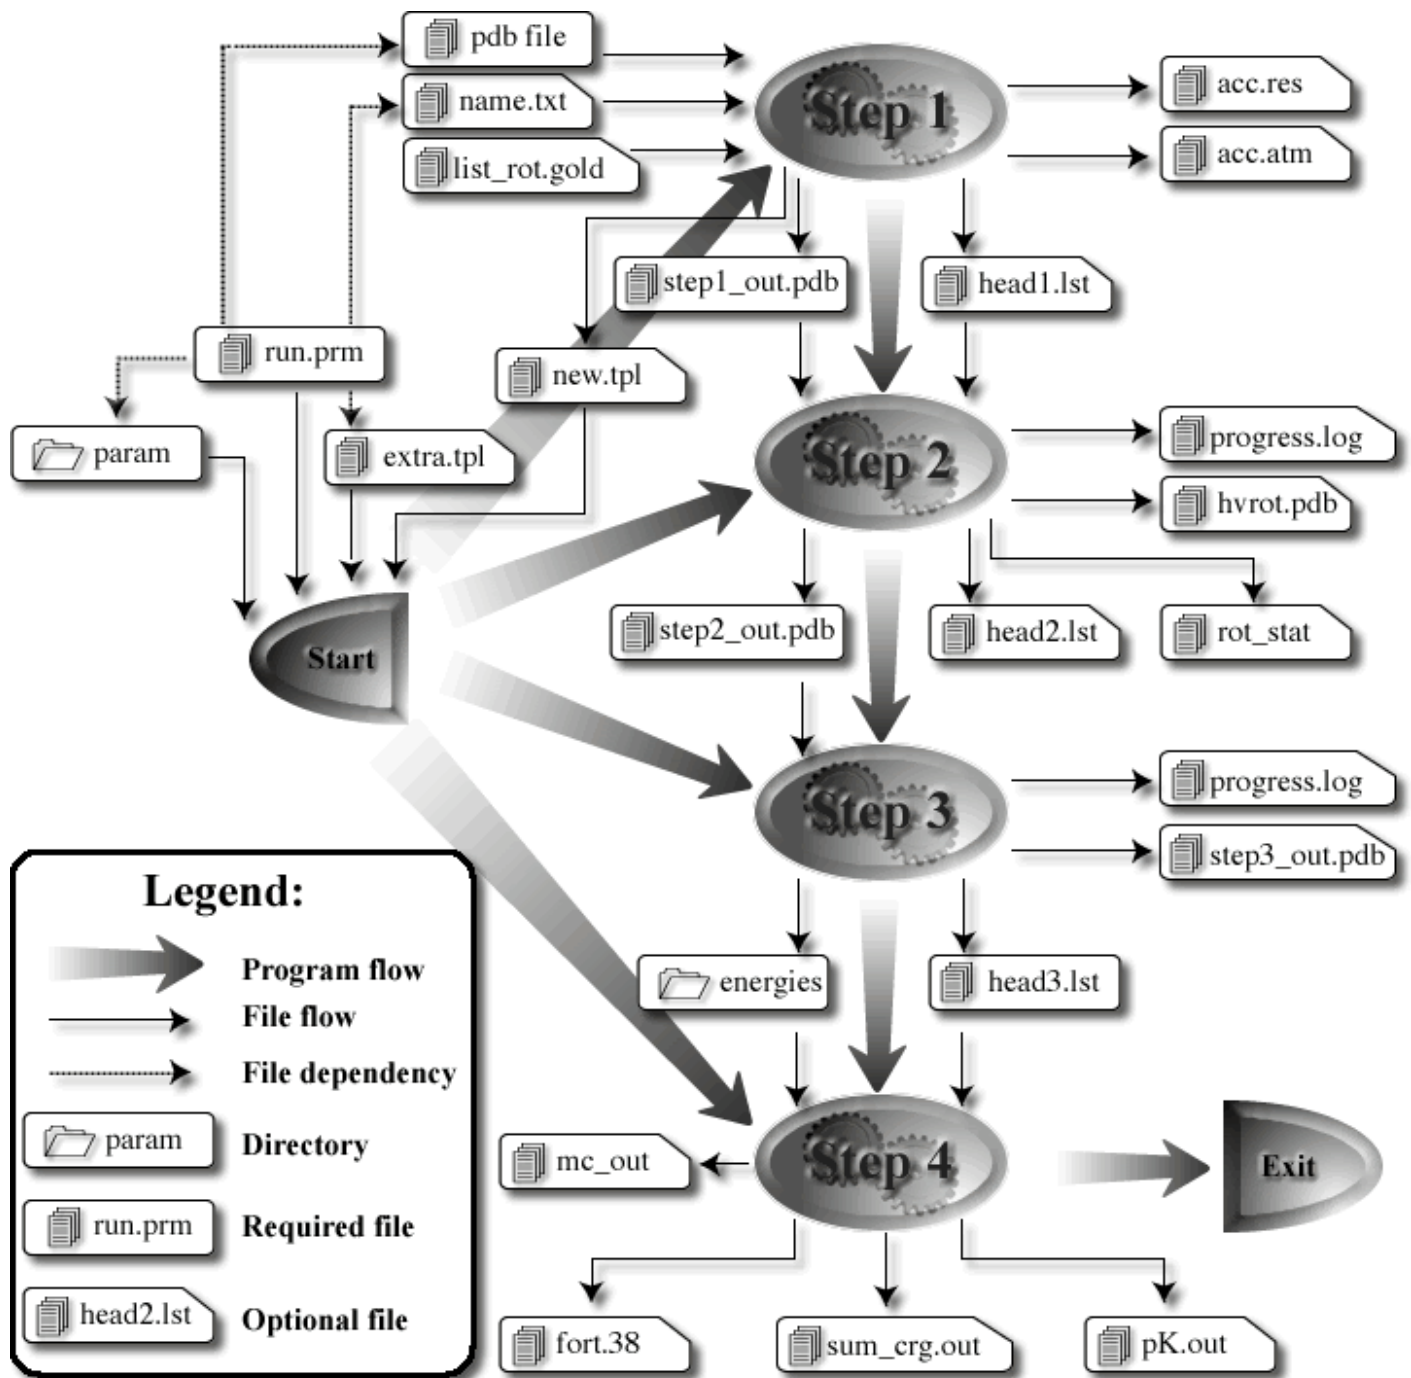 pdb file
name.txt
list_rot.gold
Step 1
acc.res
acc.atm
step1_out.pdb
head1.lst
run.prm
new.tpl
param
extra.tpl
Step 2
progress.log
hvrot.pdb
step2_out.pdb
head2.lst
rot_stat
Start
Step 3
progress.log
step3_out.pdb
energies
head3.lst
Step 4
mc_out
Exit
fort.38
sum_crg.out
pK.out
Legend:
Program flow
File flow
File dependency
param
Directory
run.prm
Required file
head2.lst
Optional file